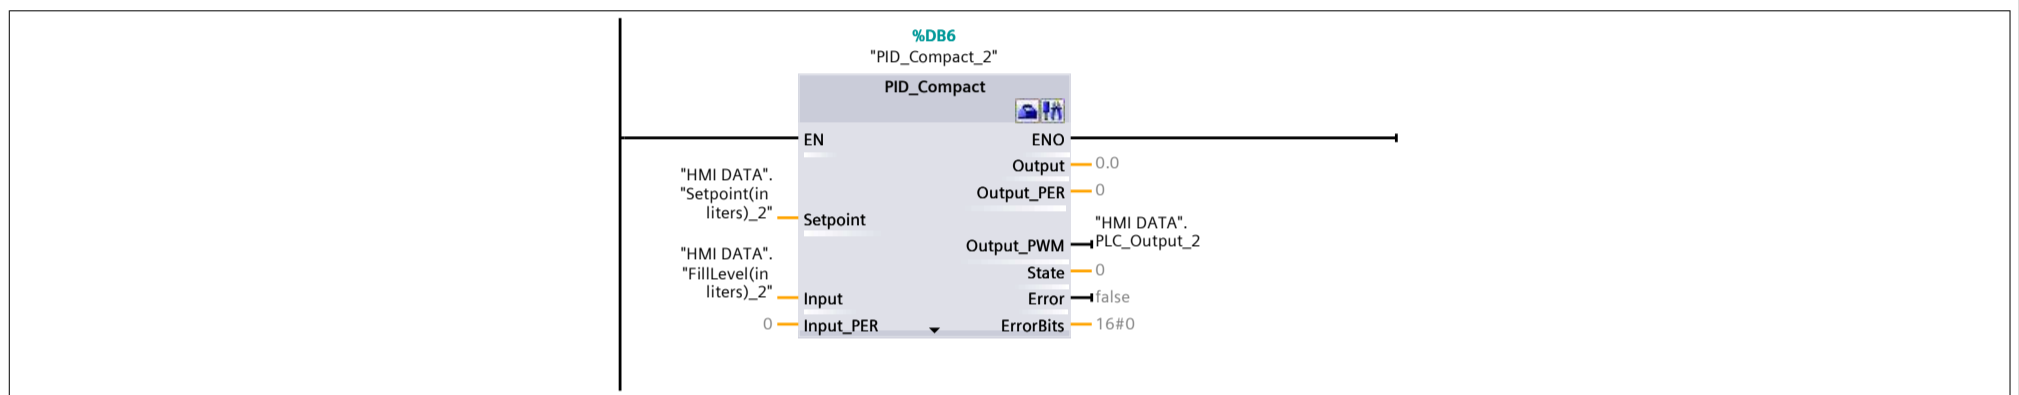 %DB6
"PID_Compact_2"
PID_Compact
EN
ENO
Output
0.0
Output_PER
0
"HMI DATA".
"Setpoint(in
liters)_2"
Setpoint
"HMI DATA".
PLC_Output_2
Output_PWM
"HMI DATA".
"FillLevel(in
liters)_2"
Input
State
0
Error
false
0
Input_PER
ErrorBits
16#0